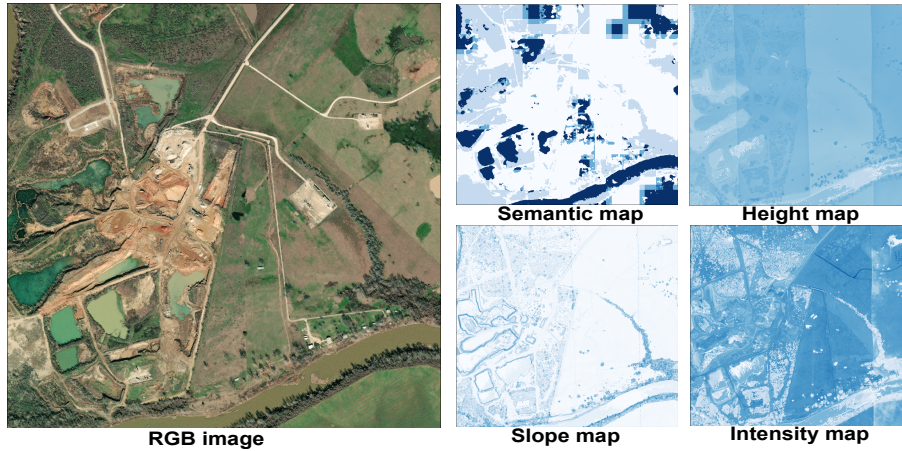 Semantic map
Height map
RGB image
Slope map
Intensity map